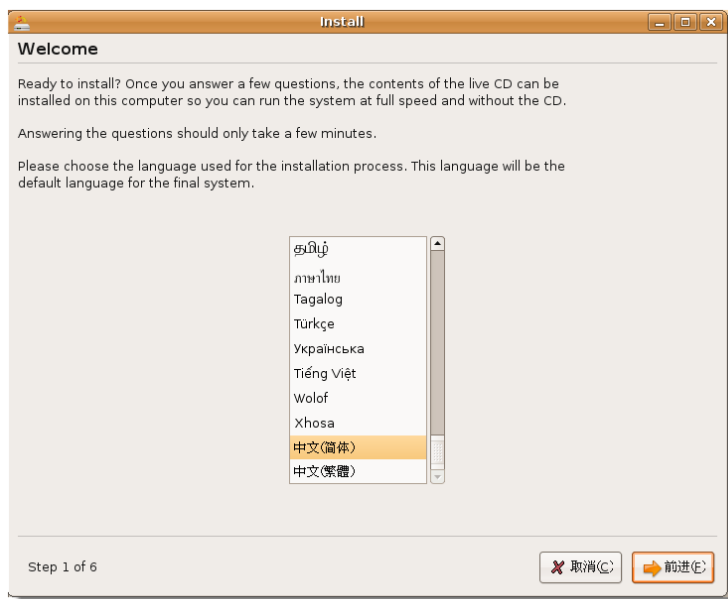 Install
Welcome
Ready to install? Once you answer a few questions, the contents of the live CD can be
installed on this computer so you can run the system at full speed and without the CD.
Answering the questions should only take a few minutes.
Please choose the language used for the installation process. This language will be the
default language for the final system.
தமிழ்
ภาษาไทย
Tagalog
Türkçe
Українська
Tiếng Việt
Wolof
Xhosa
中文(简体)
中文(繁體)
Step 1 of 6
取消(C)
前进(F)